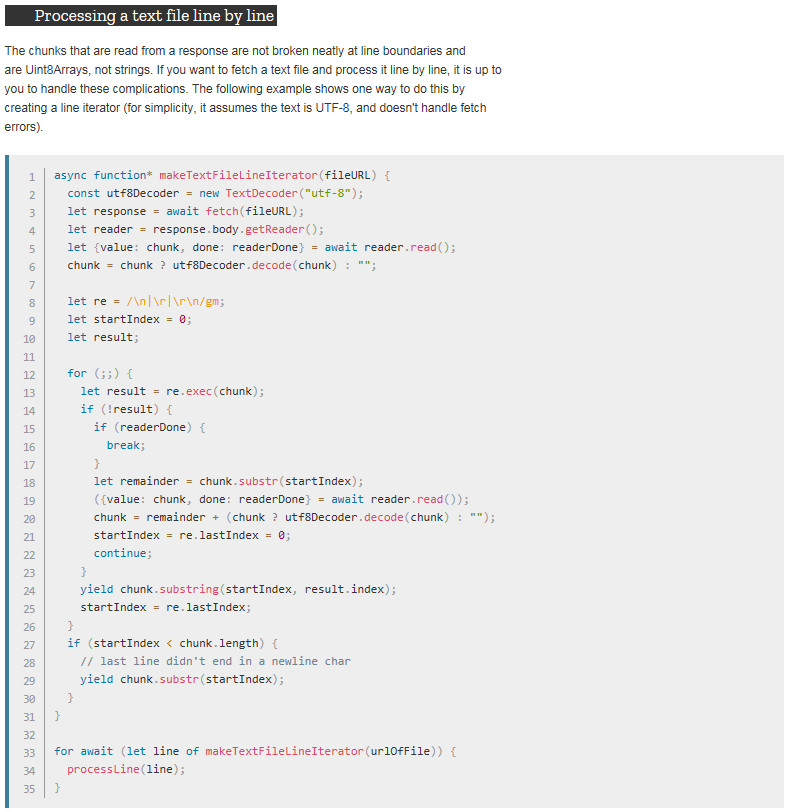 Processing a text file line by line
The chunks that are read from a response are not broken neatly at line boundaries and
are Uint8Arrays, not strings. If you want to fetch a text file and process it line by line, it is up to
you to handle these complications. The following example shows one way to do this by
creating a line iterator (for simplicity, it assumes the text is UTF-8, and doesn't handle fetch
errors).
1 async function* makeTextFileLineIterator(fileURL) {
2   const utf8Decoder = new TextDecoder("utf-8");
3   let response = await fetch(fileURL);
4   let reader = response.body.getReader();
5   let {value: chunk, done: readerDone} = await reader.read();
6   chunk = chunk ? utf8Decoder.decode(chunk) : "";
7
8   let re = /\n|\r|\r\n/gm;
9   let startIndex = 0;
10   let result;
11
12   for (;;) {
13     let result = re.exec(chunk);
14     if (!result) {
15       if (readerDone) {
16         break;
17       }
18       let remainder = chunk.substr(startIndex);
19       ({value: chunk, done: readerDone} = await reader.read());
20       chunk = remainder + (chunk ? utf8Decoder.decode(chunk) : "");
21       startIndex = re.lastIndex = 0;
22       continue;
23     }
24     yield chunk.substring(startIndex, result.index);
25     startIndex = re.lastIndex;
26   }
27   if (startIndex < chunk.length) {
28     // last line didn't end in a newline char
29     yield chunk.substr(startIndex);
30   }
31 }
32
33 for await (let line of makeTextFileLineIterator(urlOfFile)) {
34   processLine(line);
35 }